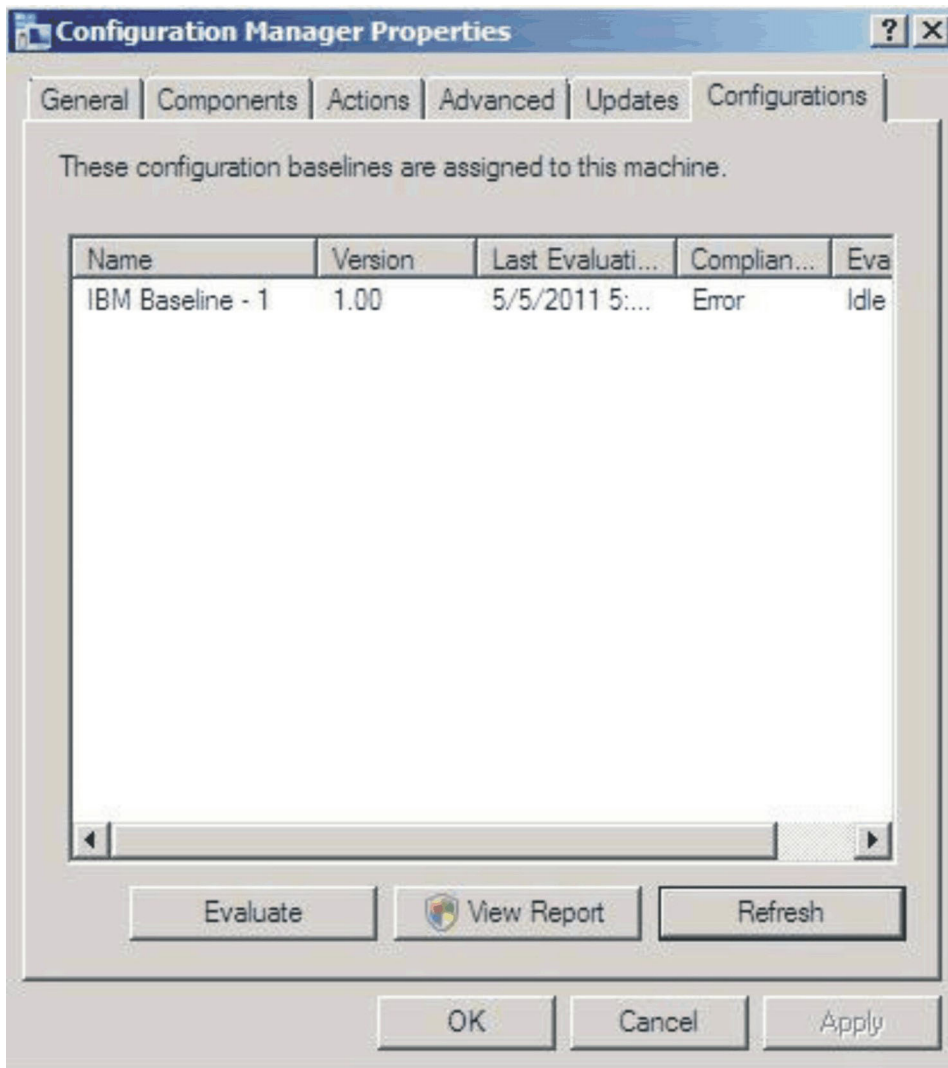 Configuration Manager Properties
General Components Actions Advanced Updates Configurations
These configuration baselines are assigned to this machine.
Name Version Last Evaluati... Complian... Eva
IBM Baseline - 1 1.00 5/5/2011 5:... Error Idle
Evaluate View Report Refresh
OK Cancel Apply